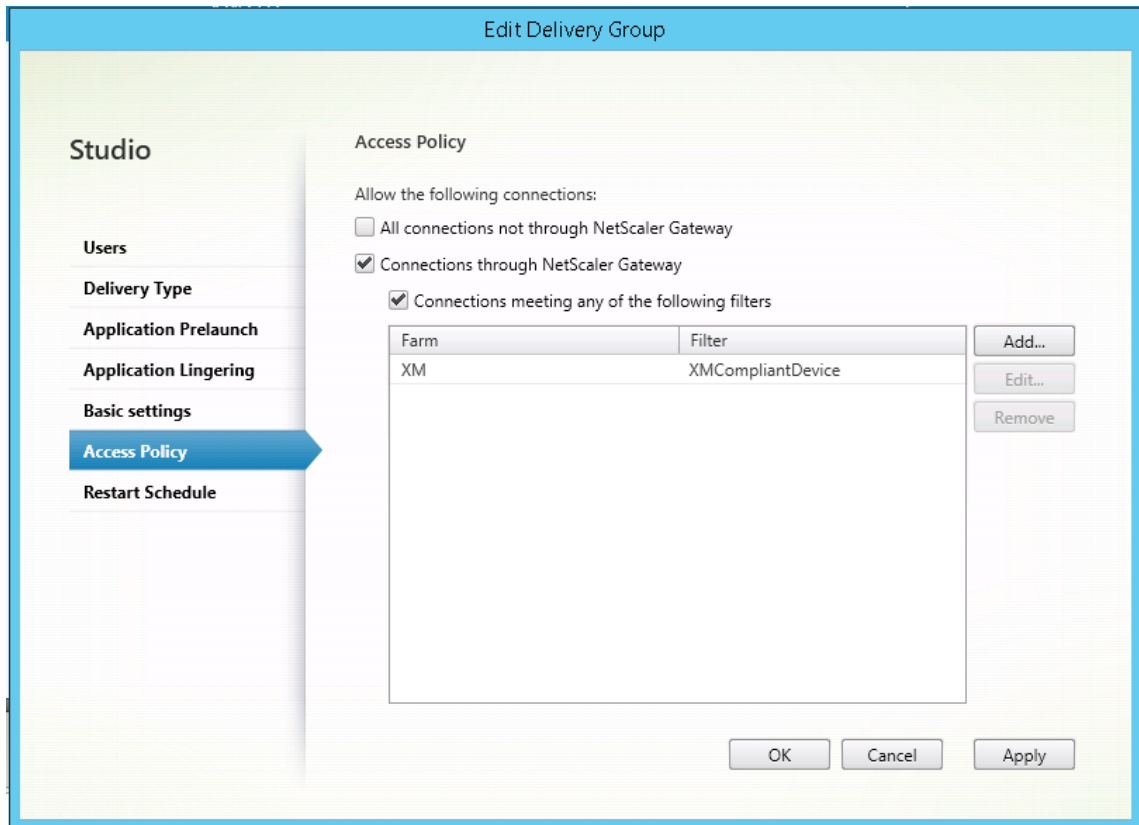 Edit Delivery Group
Studio
Users
Delivery Type
Application Prelaunch
Application Lingering
Basic settings
Access Policy
Restart Schedule
Access Policy
Allow the following connections:
All connections not through NetScaler Gateway
Connections through NetScaler Gateway
Connections meeting any of the following filters
Farm Filter
XM XMCompliantDevice
Add...
Edit...
Remove
OK Cancel Apply